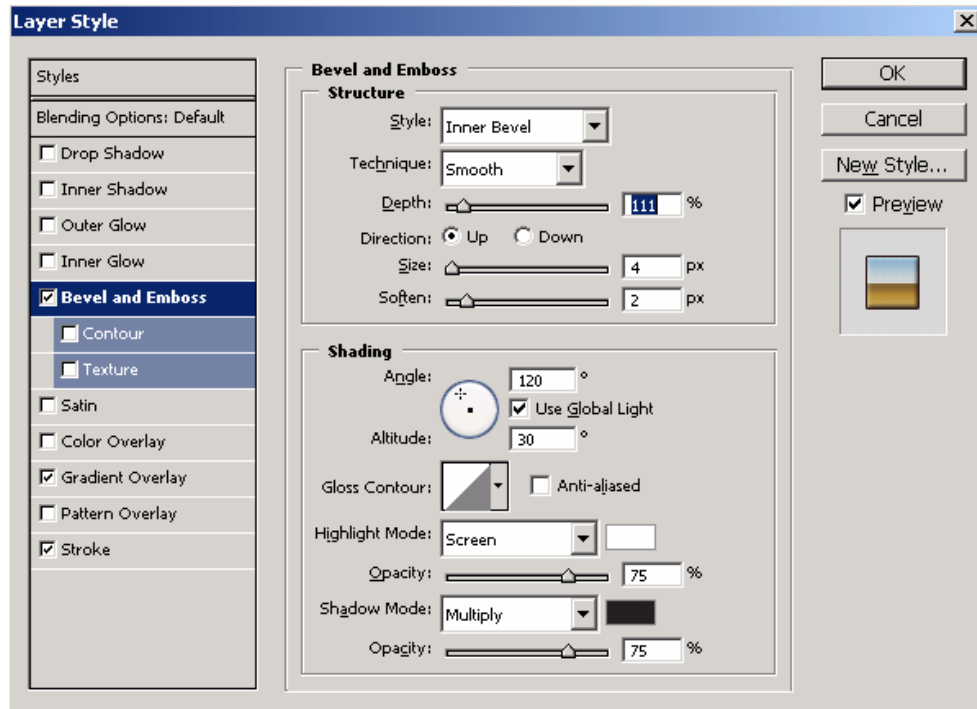 Layer Style
Styles
Blending Options: Default
Drop Shadow
Inner Shadow
Outer Glow
Inner Glow
Bevel and Emboss
Contour
Texture
Satin
Color Overlay
Gradient Overlay
Pattern Overlay
Stroke
Bevel and Emboss
Structure
Style: Inner Bevel
Technique: Smooth
Depth: 111 %
Direction: Up Down
Size: 4 px
Soften: 2 px
Shading
Angle: 120 °
Use Global Light
Altitude: 30 °
Gloss Contour: Anti-aliased
Highlight Mode: Screen
Opacity: 75 %
Shadow Mode: Multiply
Opacity: 75 %
OK
Cancel
New Style...
Preview